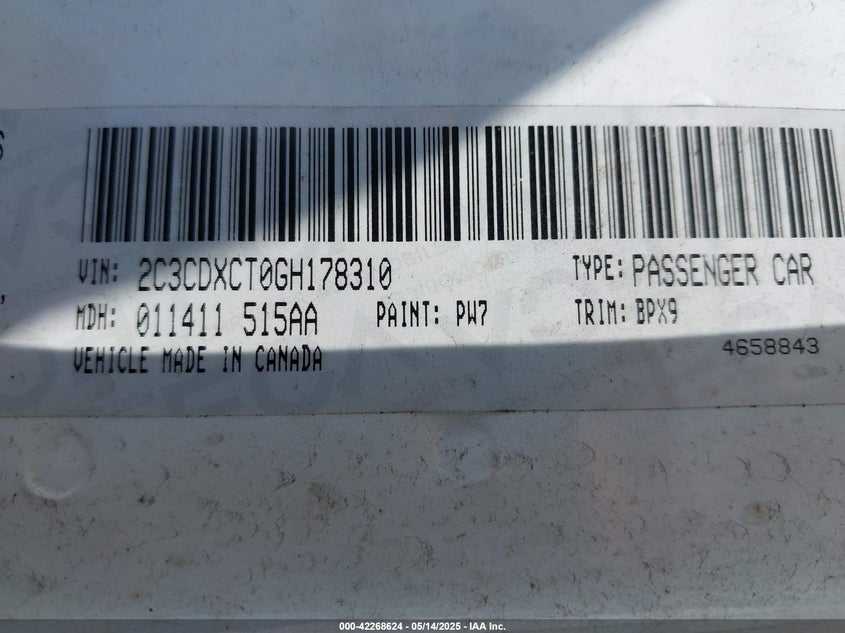 VIN: 2C3CDXCT0GH178310 TYPE: PASSENGER CAR
MDH: 011411 515AA PAINT: PW7 TRIM: BPX9
VEHICLE MADE IN CANADA 4658843
000-42268624 - 05/14/2025 - IAA Inc.